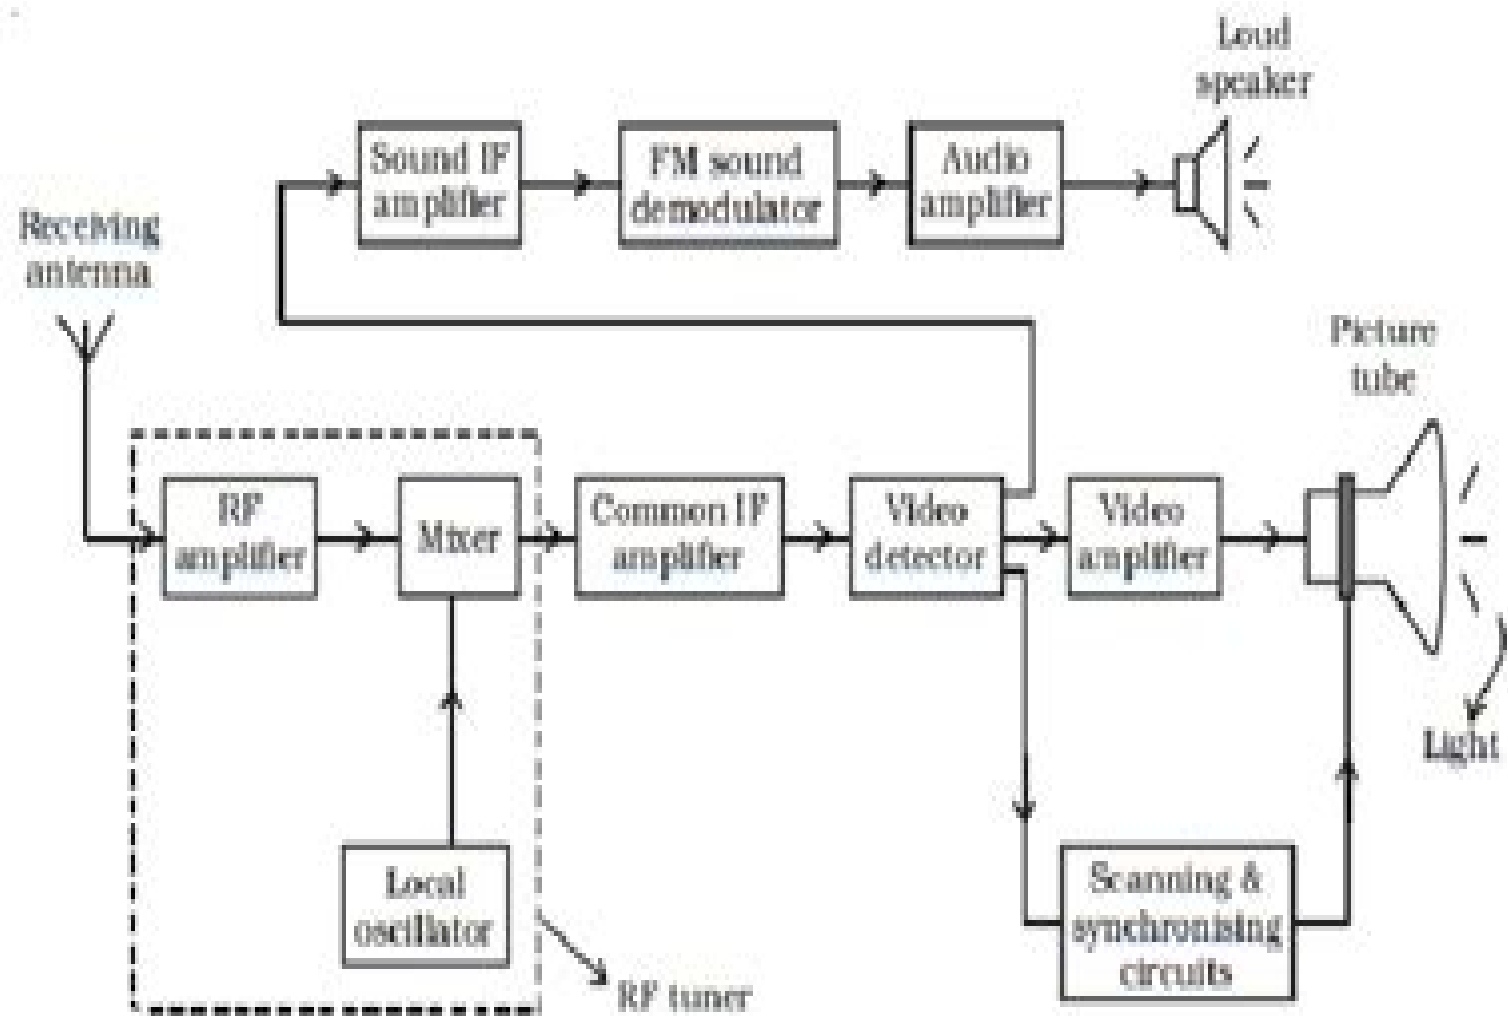 Loud
speaker
Sound IF
amplifier
FM sound
demodulator
Audio
amplifier
Receiving
antenna
Picture
tube
RF
amplifier
Mixer
Common IF
amplifier
Video
detector
Video
amplifier
Light
Local
oscillator
Scanning &
synchronising
circuits
RF tuner